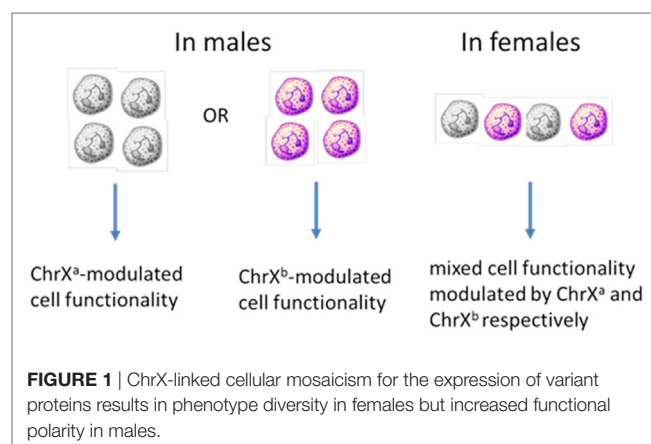 In males
In females
OR
ChrXᵃ-modulated
cell functionality
ChrXᵇ-modulated
cell functionality
mixed cell functionality
modulated by ChrXᵃ and
ChrXᵇ respectively
FIGURE 1 | ChrX-linked cellular mosaicism for the expression of variant
proteins results in phenotype diversity in females but increased functional
polarity in males.